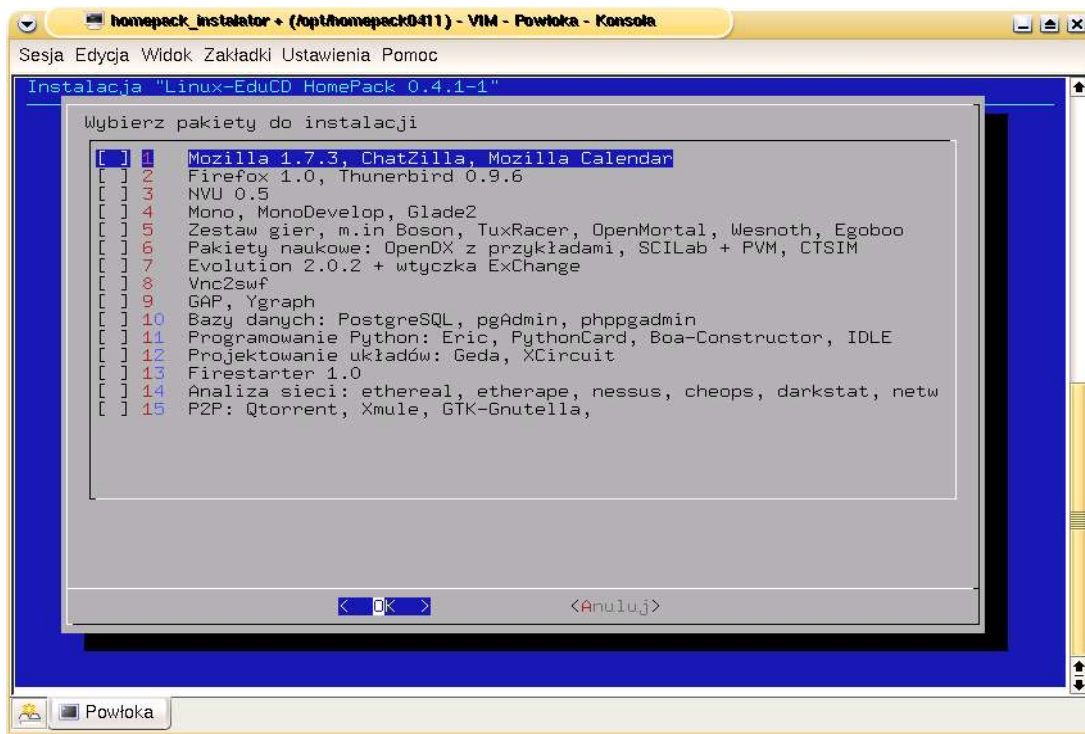 homepack_instalator + (/opt/homepack0411) - VIM - Powłoka - Konsola
Sesja Edycja Widok Zakładki Ustawienia Pomoc
Instalacja "Linux-EduCD HomePack 0.4.1-1"
Wybierz pakiety do instalacji
[ ] 1 Mozilla 1.7.3, ChatZilla, Mozilla Calendar
[ ] 2 Firefox 1.0, Thunerbird 0.9.6
[ ] 3 NVU 0.5
[ ] 4 Mono, MonoDevelop, Glade2
[ ] 5 Zestaw gier, m.in Boson, TuxRacer, OpenMortal, Wesnoth, Egoboo
[ ] 6 Pakiety naukowe: OpenDX z przykładami, SCILab + PVM, CTSIM
[ ] 7 Evolution 2.0.2 + wtyczka ExChange
[ ] 8 Vnc2swf
[ ] 9 GAP, Ygraph
[ ] 10 Bazy danych: PostgreSQL, pgAdmin, phppgadmin
[ ] 11 Programowanie Python: Eric, PythonCard, Boa-Constructor, IDLE
[ ] 12 Projektowanie układów: Geda, XCircuit
[ ] 13 Firestarter 1.0
[ ] 14 Analiza sieci: ethereal, etherape, nessus, cheops, darkstat, netw
[ ] 15 P2P: Qtorrent, Xmule, GTK-Gnutella,
< OK > <Anuluj>
Powłoka